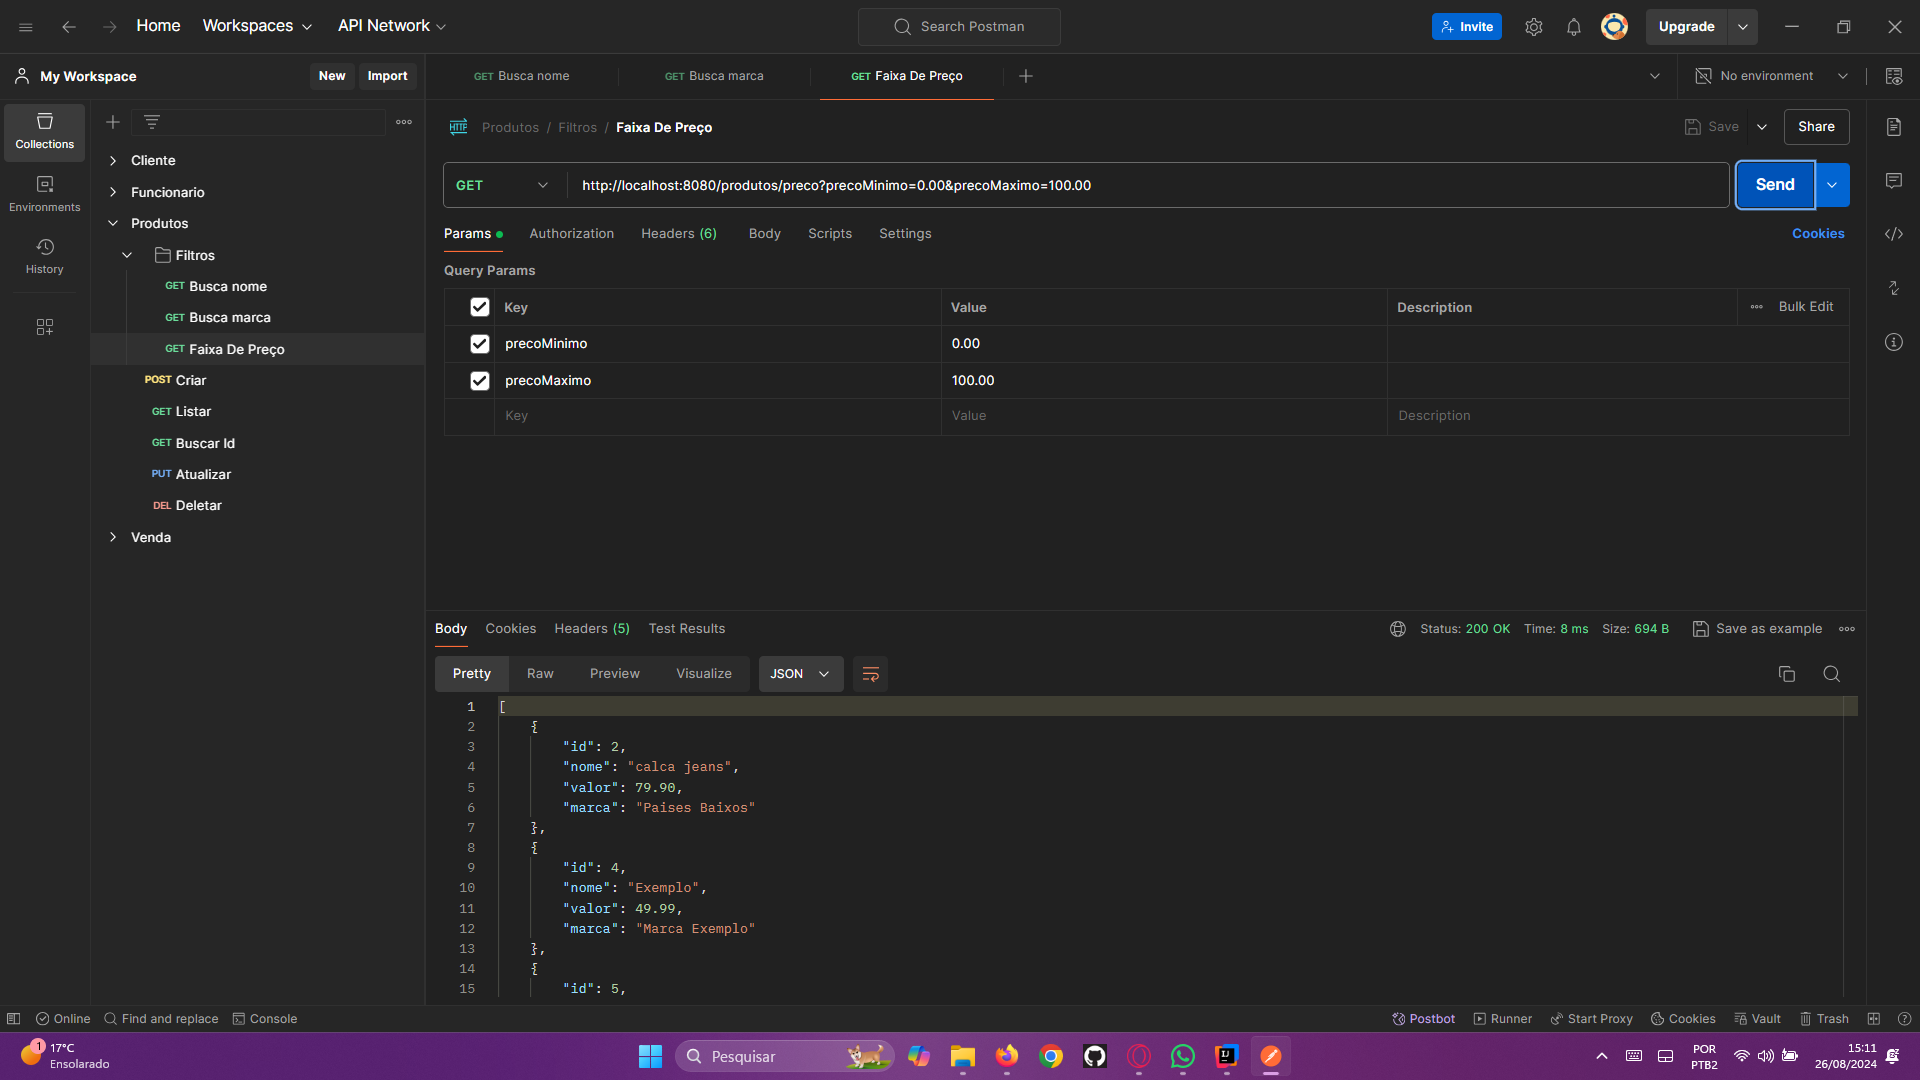 Home
Workspaces
API Network
Search Postman
Invite
Upgrade
My Workspace
New
Import
GET Busca nome
GET Busca marca
GET Faixa De Preço
No environment
Collections
Environments
History
Cliente
Funcionario
Produtos
Filtros
GET Busca nome
GET Busca marca
GET Faixa De Preço
POST Criar
GET Listar
GET Buscar Id
PUT Atualizar
DEL Deletar
Venda
HTTP
Produtos / Filtros / Faixa De Preço
Save
Share
GET
http://localhost:8080/produtos/preco?precoMinimo=0.00&precoMaximo=100.00
Send
Params
Authorization
Headers (6)
Body
Scripts
Settings
Cookies
Query Params
Key
Value
Description
Bulk Edit
precoMinimo
0.00
precoMaximo
100.00
Key
Value
Description
Body
Cookies
Headers (5)
Test Results
Status: 200 OK
Time: 8 ms
Size: 694 B
Save as example
Pretty
Raw
Preview
Visualize
JSON
1 [
2 {
3 "id": 2,
4 "nome": "calca jeans",
5 "valor": 79.90,
6 "marca": "Paises Baixos"
7 },
8 {
9 "id": 4,
10 "nome": "Exemplo",
11 "valor": 49.99,
12 "marca": "Marca Exemplo"
13 },
14 {
15 "id": 5,
Online
Find and replace
Console
Postbot
Runner
Start Proxy
Cookies
Vault
Trash
1
17°C
Ensolarado
Pesquisar
POR
PTB2
15:11
26/08/2024